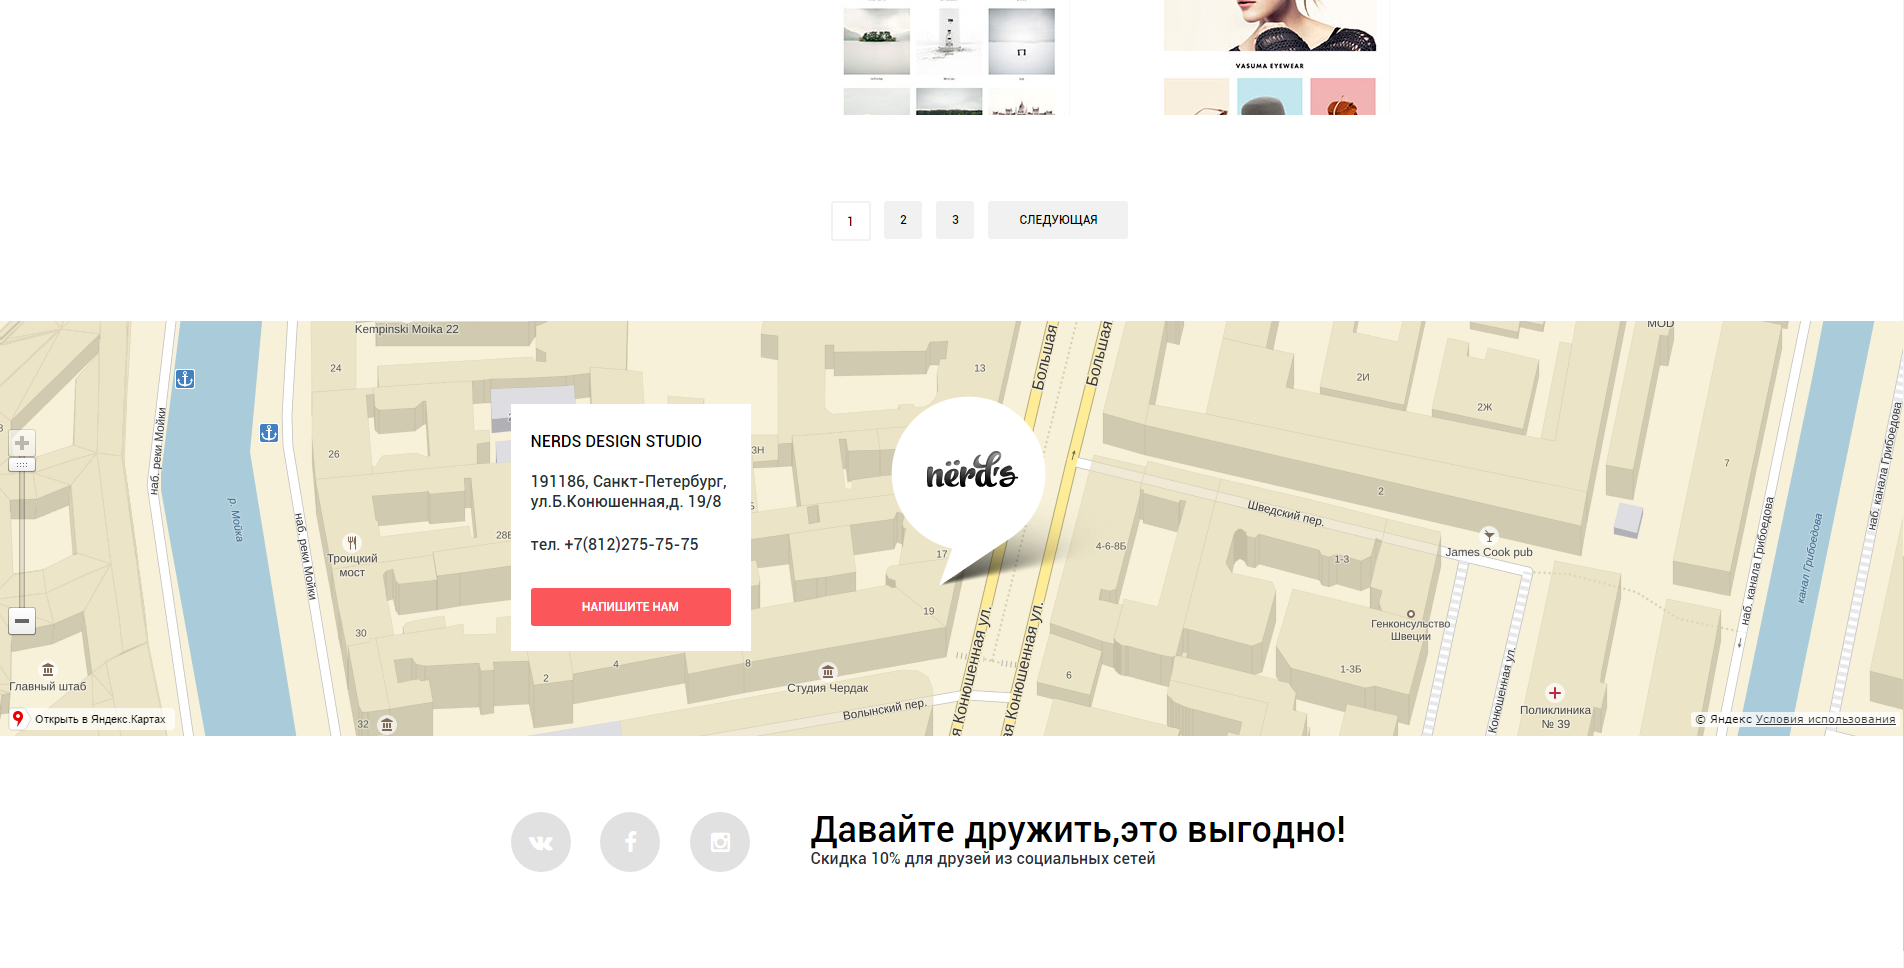 VASUMA EYEWEAR
1
2
3
СЛЕДУЮЩАЯ
Kempinski Moika 22
MOD
Большая
Большая
24
13
2И
2Ж
26
3Н
7
2
наб. реки Мойки
р. Мойка
наб. реки Мойки
NERDS DESIGN STUDIO
191186, Санкт-Петербург,
ул.Б.Конюшенная,д. 19/8
тел. +7(812)275-75-75
НАПИШИТЕ НАМ
nërd's
Шведский пер.
наб. канала Грибоедова
канал Грибоедова
наб. канала Грибоедова
28
Троицкий
мост
17
4-6-8Б
1-3
James Cook pub
19
30
Генконсульство
Швеции
4
8
2
6
1-3Б
Главный штаб
Студия Чердак
Конюшенная ул.
ая Конюшенная ул.
я Конюшенная ул.
Волынский пер.
32
Поликлиника
№ 39
Открыть в Яндекс.Картах
© Яндекс Условия использования
Давайте дружить,это выгодно!
Скидка 10% для друзей из социальных сетей